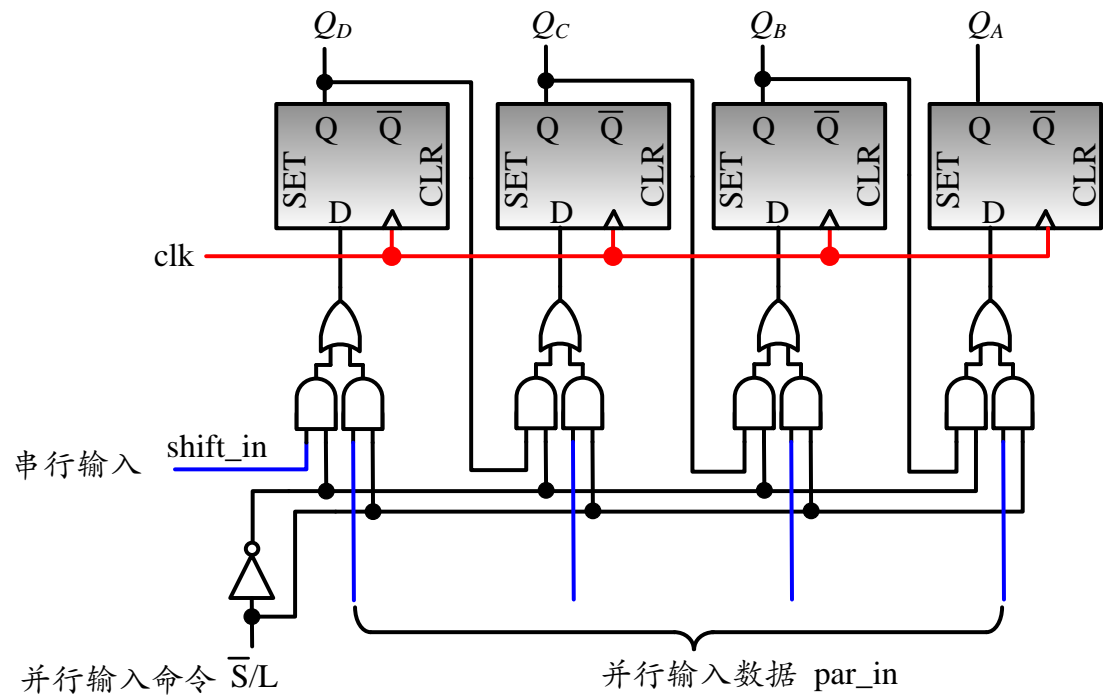 Q_D Q_C Q_B Q_A
Q Q̅ Q Q̅ Q Q̅ Q Q̅
SET CLR SET CLR SET CLR SET CLR
D D D D
clk
串行输入 shift_in
并行输入命令 S̅/L
并行输入数据 par_in